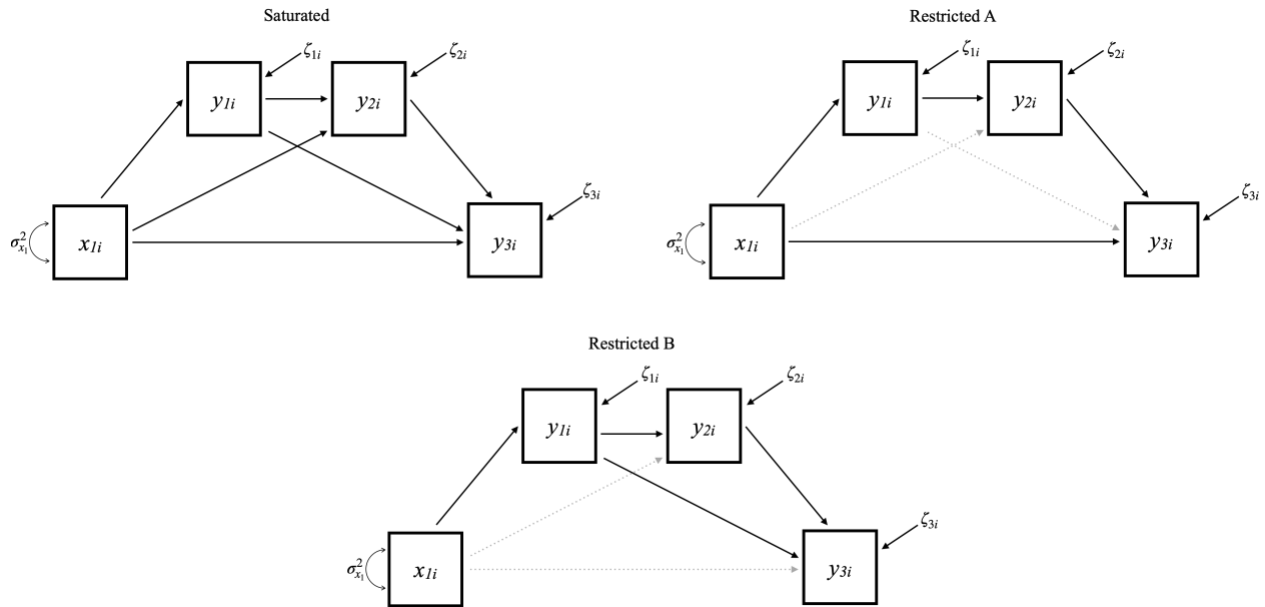 Saturated
ζ1i
ζ2i
y1i
y2i
ζ3i
σ²x₁
x1i
y3i
Restricted A
ζ1i
ζ2i
y1i
y2i
ζ3i
σ²x₁
x1i
y3i
Restricted B
ζ1i
ζ2i
y1i
y2i
ζ3i
σ²x₁
x1i
y3i